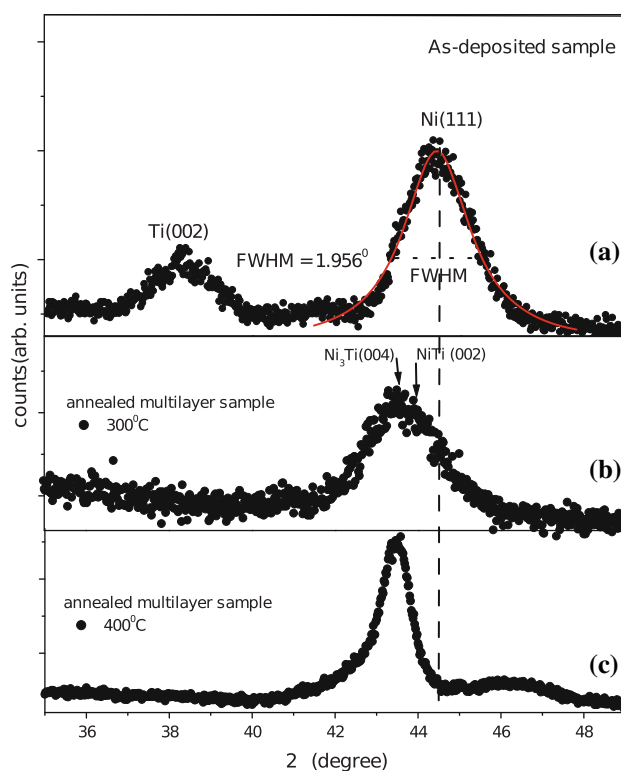 As-deposited sample
Ni(111)
Ti(002)
FWHM = 1.956⁰
FWHM
(a)
counts(arb. units)
Ni₃Ti(004)
NiTi (002)
annealed multilayer sample
300⁰C
(b)
annealed multilayer sample
400⁰C
(c)
36 38 40 42 44 46 48
2 (degree)